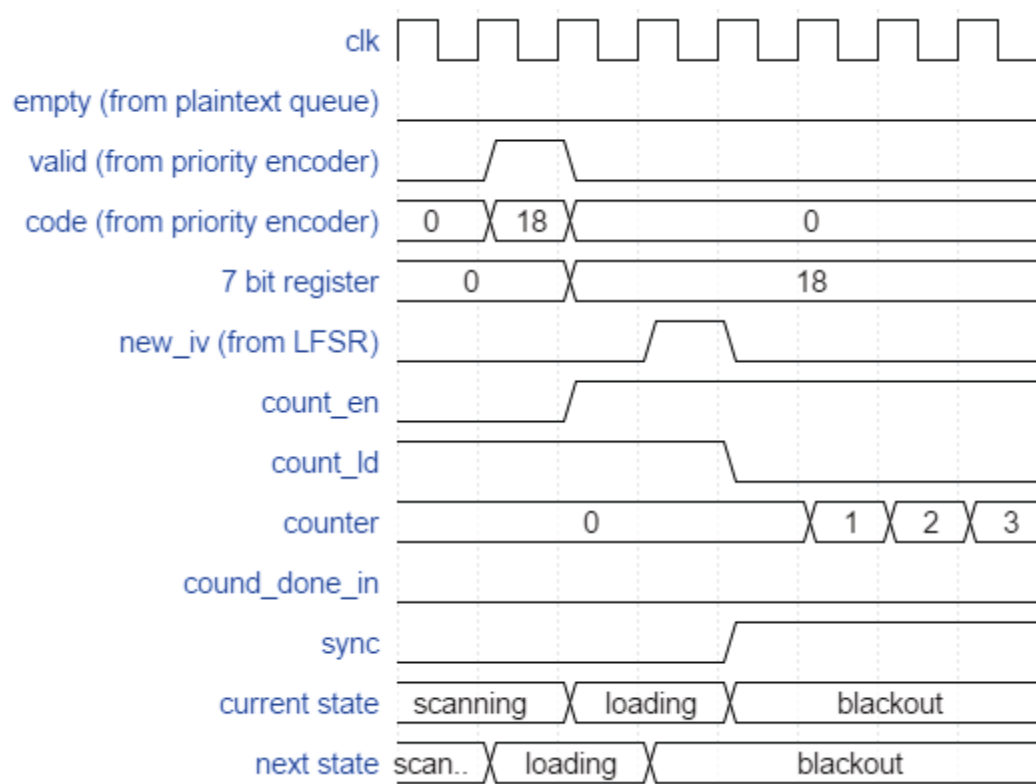 clk
empty (from plaintext queue)
valid (from priority encoder)
code (from priority encoder) 0 18 0
7 bit register 0 18
new_iv (from LFSR)
count_en
count_ld
counter 0 1 2 3
cound_done_in
sync
current state scanning loading blackout
next state scan.. loading blackout